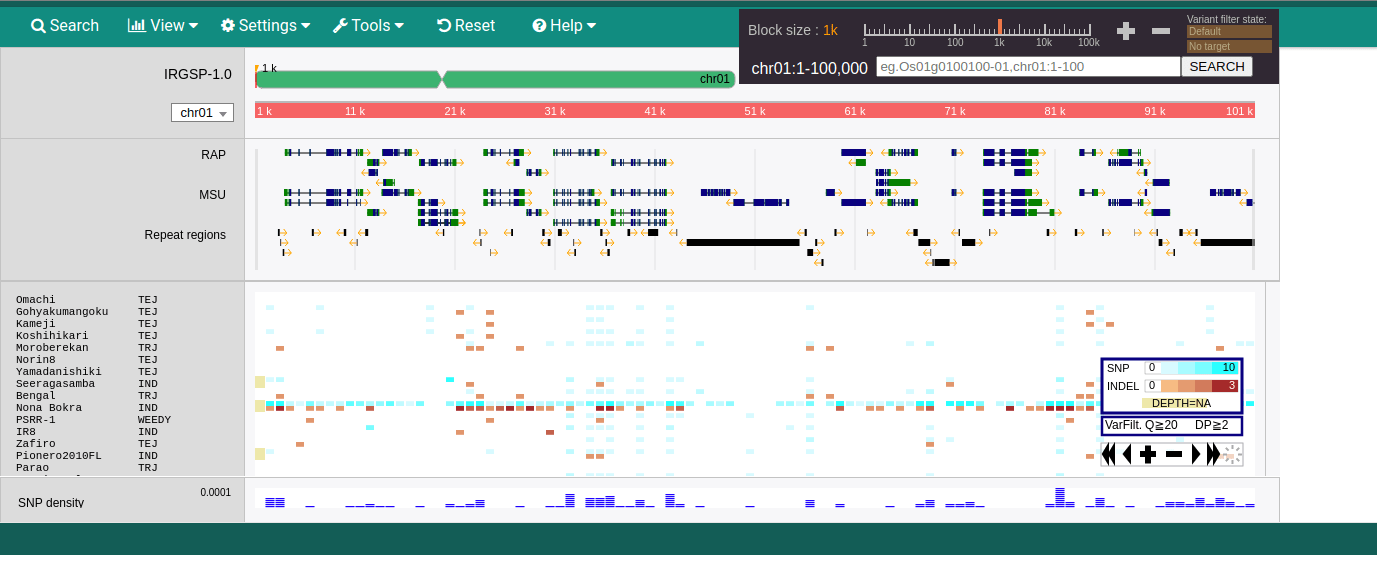 Search View Settings Tools Reset Help
Block size : 1k
1 10 100 1k 10k 100k
Variant filter state:
Default
No target
chr01:1-100,000 eg.Os01g0100100-01,chr01:1-100 SEARCH
IRGSP-1.0
1 k
chr01
chr01
1 k 11 k 21 k 31 k 41 k 51 k 61 k 71 k 81 k 91 k 101 k
RAP
MSU
Repeat regions
Omachi TEJ
Gohyakumangoku TEJ
Kameji TEJ
Koshihikari TEJ
Moroberekan TRJ
Norin8 TEJ
Yamadanishiki TEJ
Seeragasamba IND
Bengal TRJ
Nona Bokra IND
PSRR-1 WEEDY
IR8 IND
Zafiro TEJ
Pionero2010FL IND
Parao TRJ
SNP 0 10
INDEL 0 3
DEPTH=NA
VarFilt. Q≧20 DP≧2
0.0001
SNP density